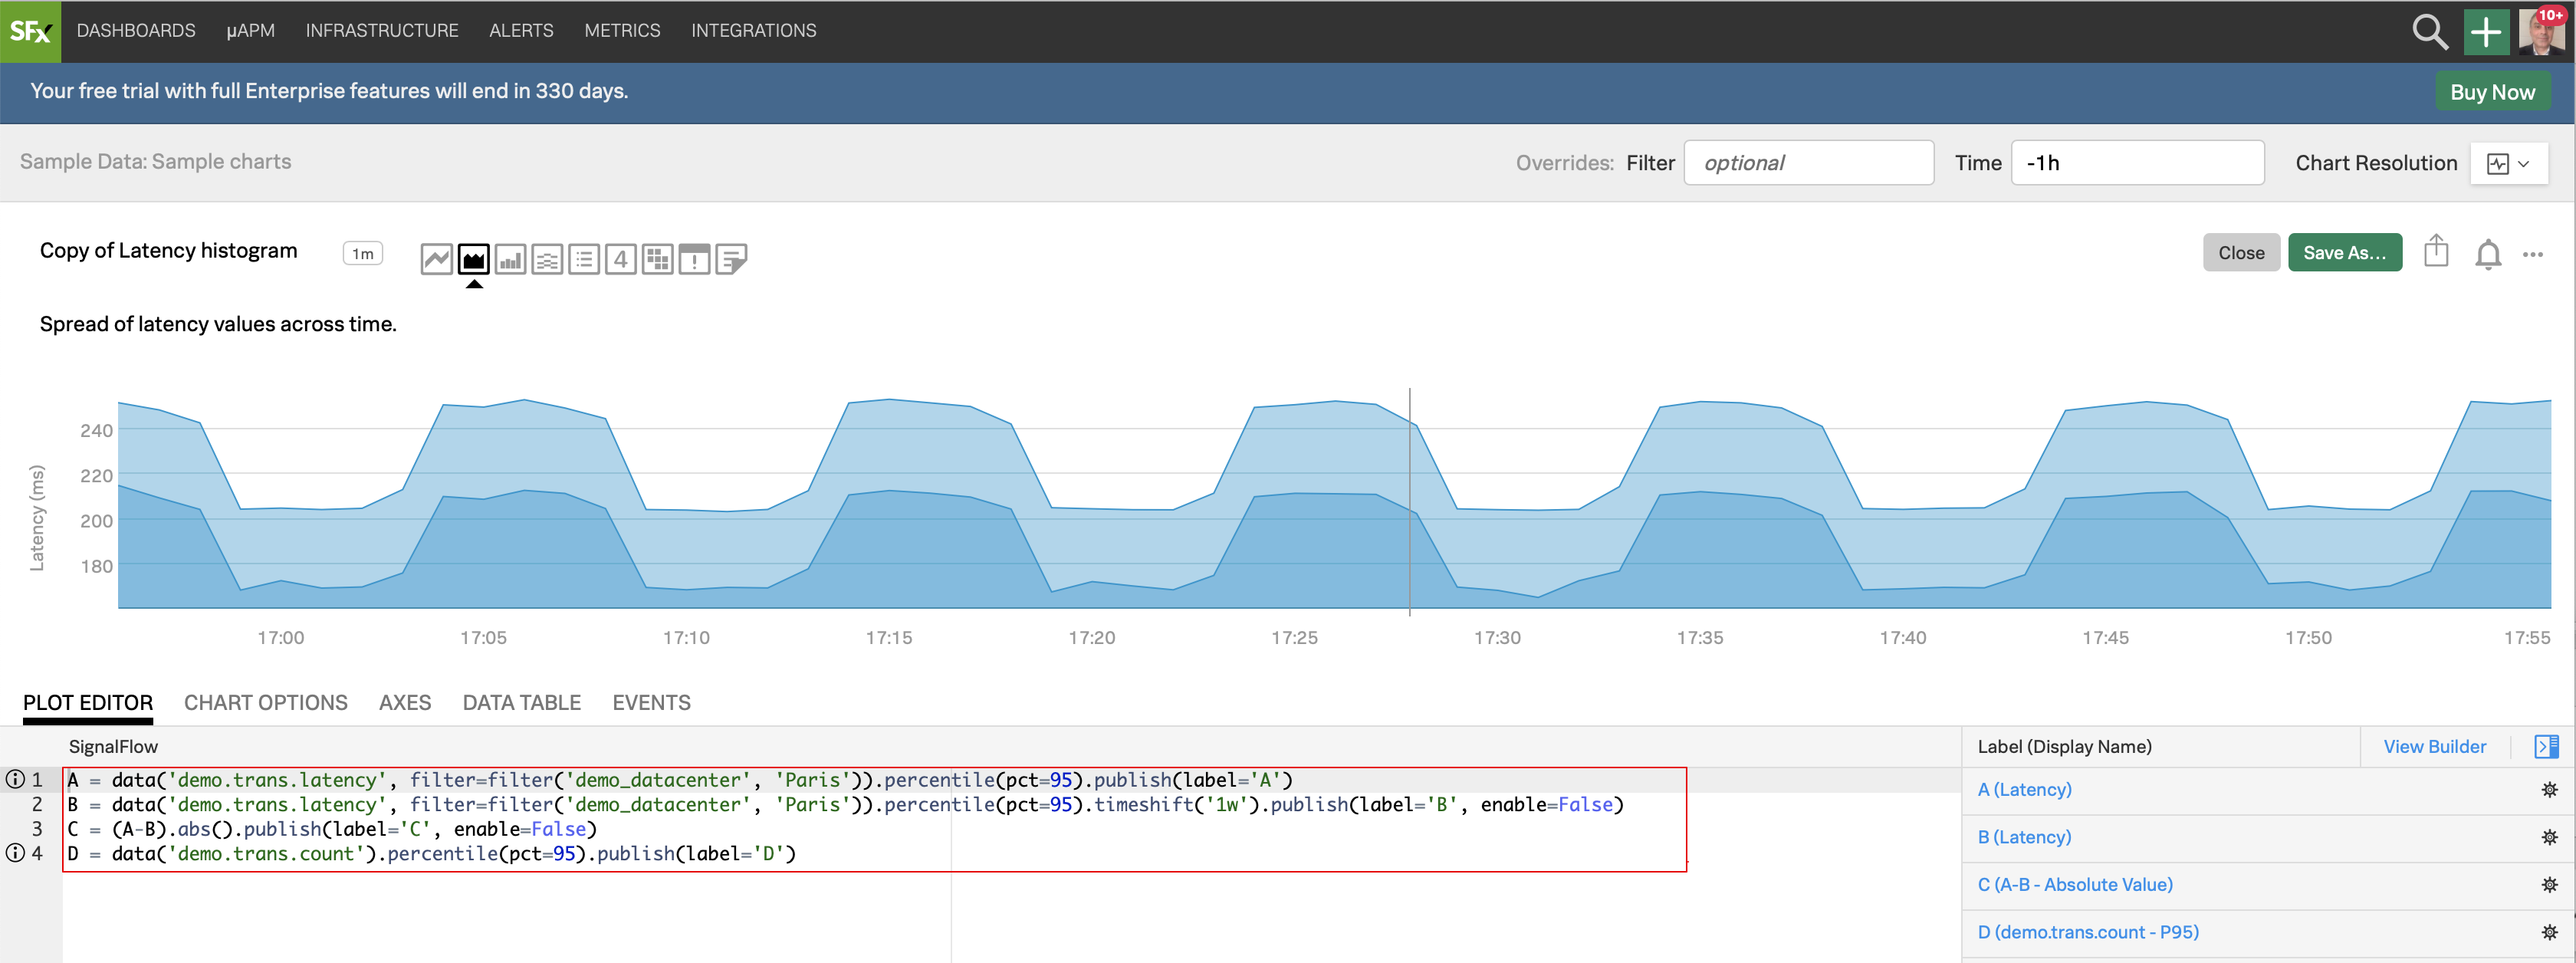 SFx DASHBOARDS µAPM INFRASTRUCTURE ALERTS METRICS INTEGRATIONS 10+
Your free trial with full Enterprise features will end in 330 days. Buy Now
Sample Data: Sample charts Overrides: Filter optional Time -1h Chart Resolution
Copy of Latency histogram 1m 4 Close Save As...
Spread of latency values across time.
Latency (ms)
240
220
200
180
17:00 17:05 17:10 17:15 17:20 17:25 17:30 17:35 17:40 17:45 17:50 17:55
PLOT EDITOR CHART OPTIONS AXES DATA TABLE EVENTS
SignalFlow Label (Display Name) View Builder
1 A = data('demo.trans.latency', filter=filter('demo_datacenter', 'Paris')).percentile(pct=95).publish(label='A')
2 B = data('demo.trans.latency', filter=filter('demo_datacenter', 'Paris')).percentile(pct=95).timeshift('1w').publish(label='B', enable=False)
3 C = (A-B).abs().publish(label='C', enable=False)
4 D = data('demo.trans.count').percentile(pct=95).publish(label='D')
A (Latency)
B (Latency)
C (A-B - Absolute Value)
D (demo.trans.count - P95)